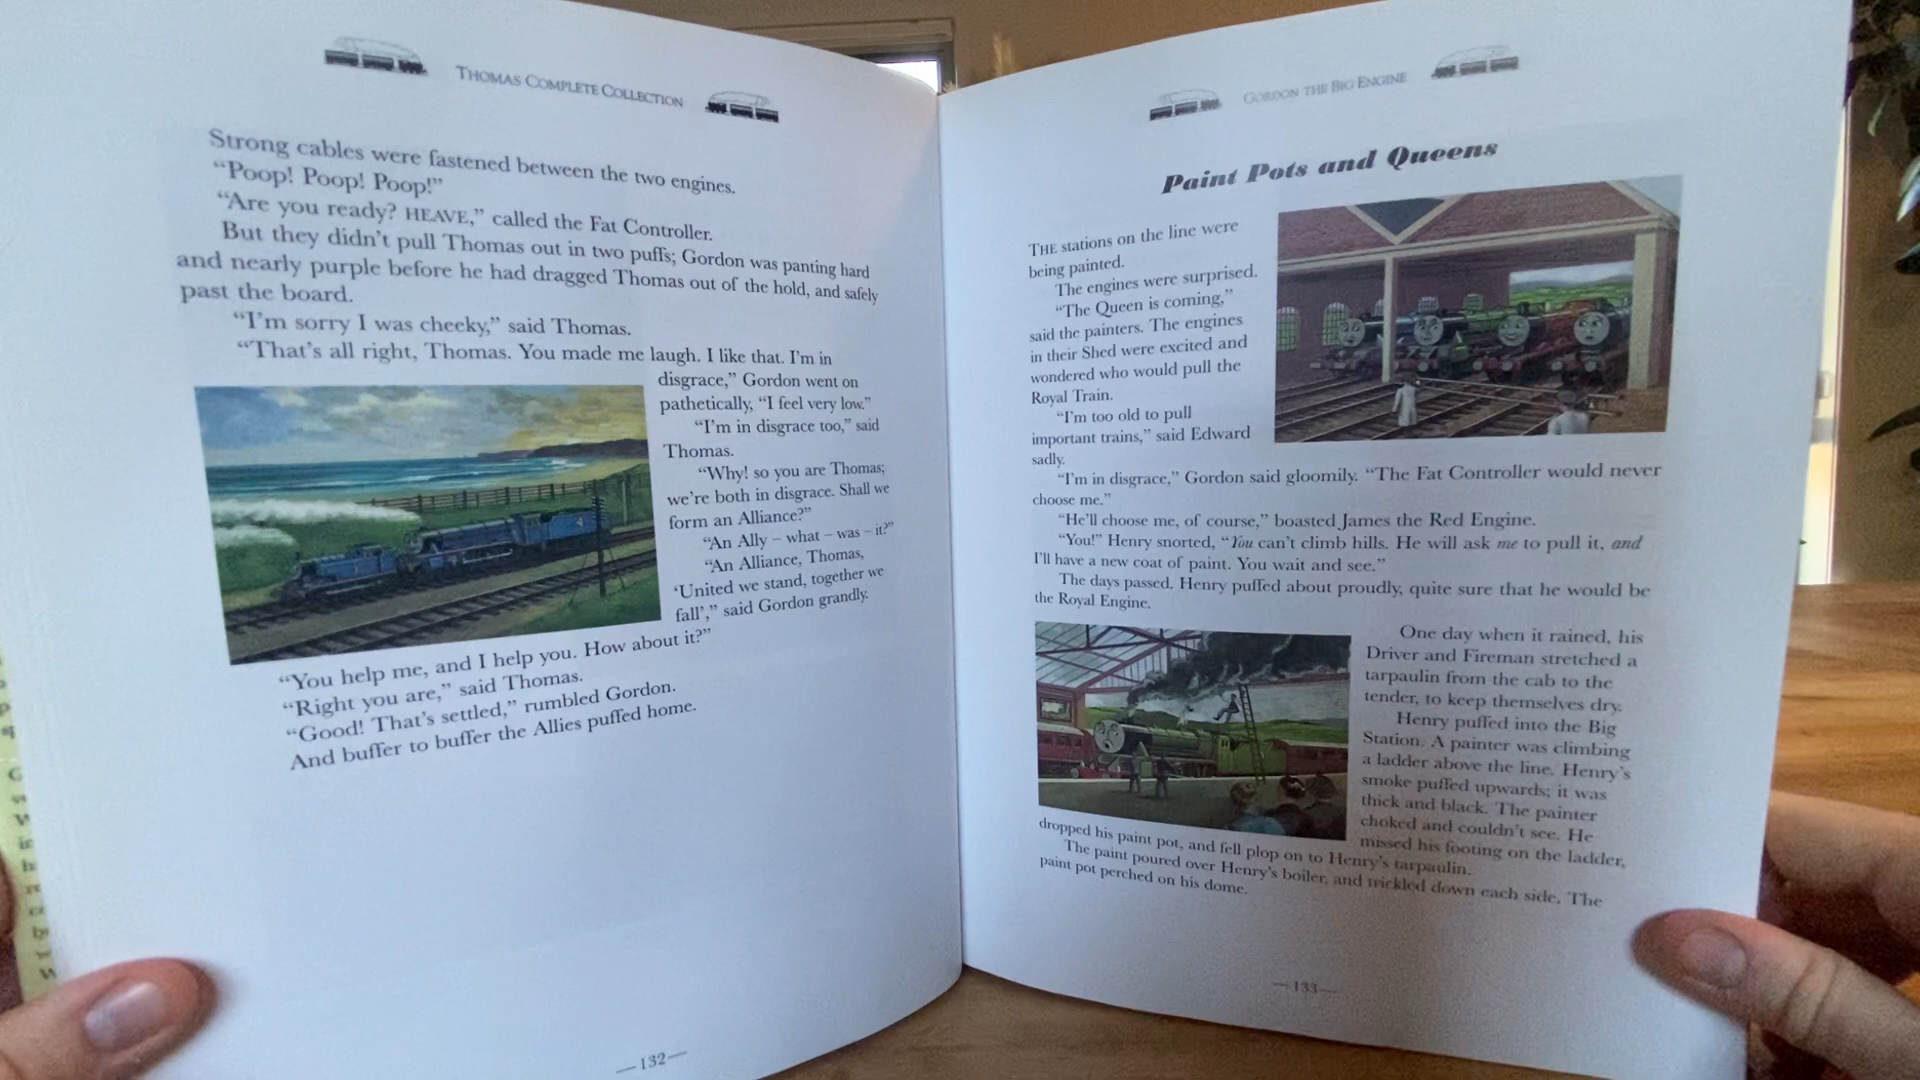 THOMAS COMPLETE COLLECTION
Strong cables were fastened between the two engines.
“Poop! Poop! Poop!”
“Are you ready? HEAVE,” called the Fat Controller.
But they didn’t pull Thomas out in two puffs; Gordon was panting hard
and nearly purple before he had dragged Thomas out of the hold, and safely
past the board.
“I’m sorry I was cheeky,” said Thomas.
“That’s all right, Thomas. You made me laugh. I like that. I’m in
disgrace,” Gordon went on
pathetically, “I feel very low.”
“I’m in disgrace too,” said
Thomas.
“Why! so you are Thomas;
we’re both in disgrace. Shall we
form an Alliance?”
“An Ally – what – was – it?”
“An Alliance, Thomas,
‘United we stand, together we
fall’,” said Gordon grandly.
“You help me, and I help you. How about it?”
“Right you are,” said Thomas.
“Good! That’s settled,” rumbled Gordon.
And buffer to buffer the Allies puffed home.
4
—132—
GORDON THE BIG ENGINE
Paint Pots and Queens
THE stations on the line were
being painted.
The engines were surprised.
“The Queen is coming,”
said the painters. The engines
in their Shed were excited and
wondered who would pull the
Royal Train.
“I’m too old to pull
important trains,” said Edward
sadly.
“I’m in disgrace,” Gordon said gloomily. “The Fat Controller would never
choose me.”
“He’ll choose me, of course,” boasted James the Red Engine.
“You!” Henry snorted, “You can’t climb hills. He will ask me to pull it, and
I’ll have a new coat of paint. You wait and see.”
The days passed. Henry puffed about proudly, quite sure that he would be
the Royal Engine.
One day when it rained, his
Driver and Fireman stretched a
tarpaulin from the cab to the
tender, to keep themselves dry.
Henry puffed into the Big
Station. A painter was climbing
a ladder above the line. Henry’s
smoke puffed upwards; it was
thick and black. The painter
choked and couldn’t see. He
missed his footing on the ladder,
dropped his paint pot, and fell plop on to Henry’s tarpaulin.
The paint poured over Henry’s boiler, and trickled down each side. The
paint pot perched on his dome.
—133—